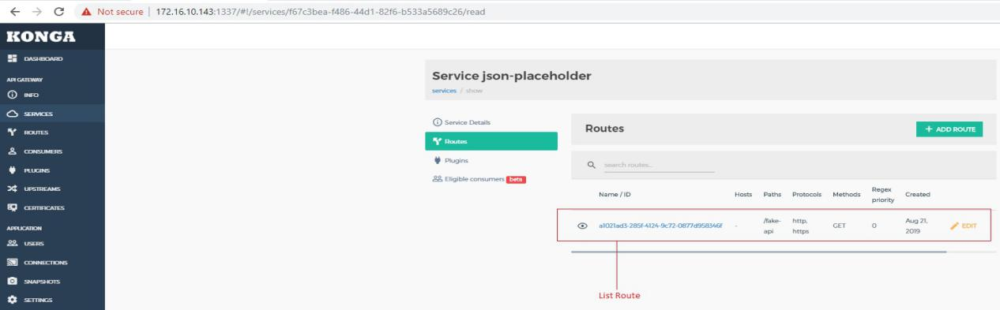 Not secure | 172.16.10.143:1337/#!/services/f67c3bea-f486-44d1-82f6-b533a5689c26/read
KONGA
DASHBOARD
API GATEWAY
INFO
SERVICES
ROUTES
CONSUMERS
PLUGINS
UPSTREAMS
CERTIFICATES
APPLICATION
USERS
CONNECTIONS
SNAPSHOTS
SETTINGS
Service json-placeholder
services / show
Service Details
Routes
Plugins
Eligible consumers beta
Routes
+ ADD ROUTE
search routes...
Name / ID Hosts Paths Protocols Methods Regex priority Created
a1021ad3-285f-4124-9c72-0877d958346f - /fake-api http, https GET 0 Aug 21, 2019 EDIT
List Route